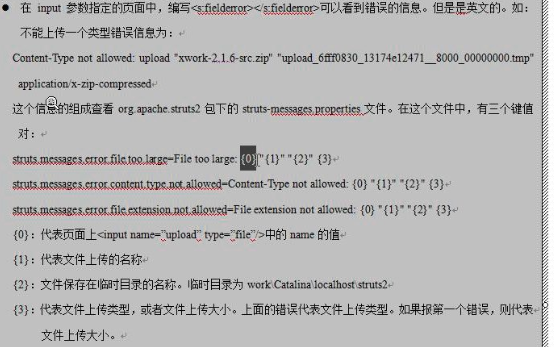 ● 在 input 参数指定的页面中，编写<s:fielderror></s:fielderror>可以看到错误的信息。但是是英文的。如：
不能上传一个类型错误信息为：
Content-Type not allowed: upload "xwork-2.1.6-src.zip" "upload_6fff0830_13174e12471__8000_00000000.tmp"
application/x-zip-compressed
这个信息的组成查看 org.apache.struts2 包下的 struts-messages.properties 文件。在这个文件中，有三个键值
对：
struts.messages.error.file.too.large=File too large: {0} "{1}" "{2}" {3}
struts.messages.error.content.type.not.allowed=Content-Type not allowed: {0} "{1}" "{2}" {3}
struts.messages.error.file.extension.not.allowed=File extension not allowed: {0} "{1}" "{2}" {3}
{0}：代表页面上<input name="upload" type="file"/>中的 name 的值
{1}：代表文件上传的名称
{2}：文件保存在临时目录的名称。临时目录为 work\Catalina\localhost\struts2
{3}：代表文件上传类型，或者文件上传大小。上面的错误代表文件上传类型。如果报第一个错误，则代表
文件上传大小。